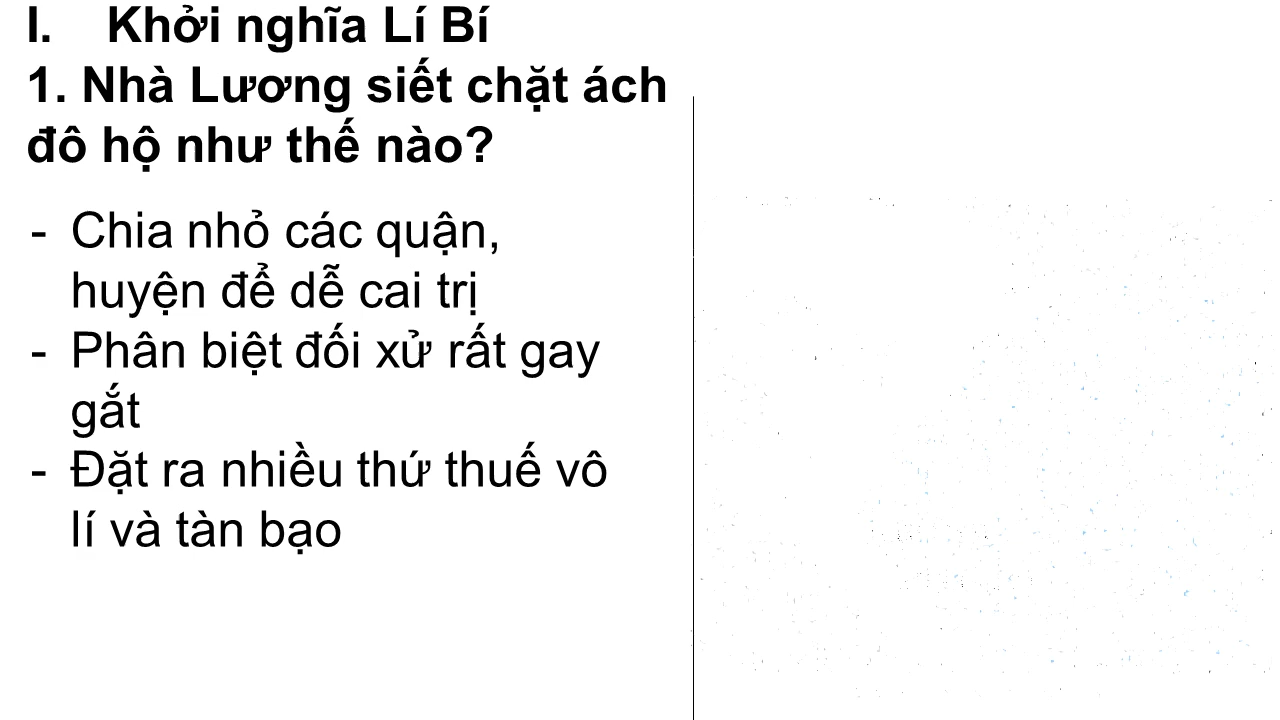 I. Khởi nghĩa Lí Bí
1. Nhà Lương siết chặt ách
đô hộ như thế nào?
- Chia nhỏ các quận,
huyện để dễ cai trị
- Phân biệt đối xử rất gay
gắt
- Đặt ra nhiều thứ thuế vô
lí và tàn bạo